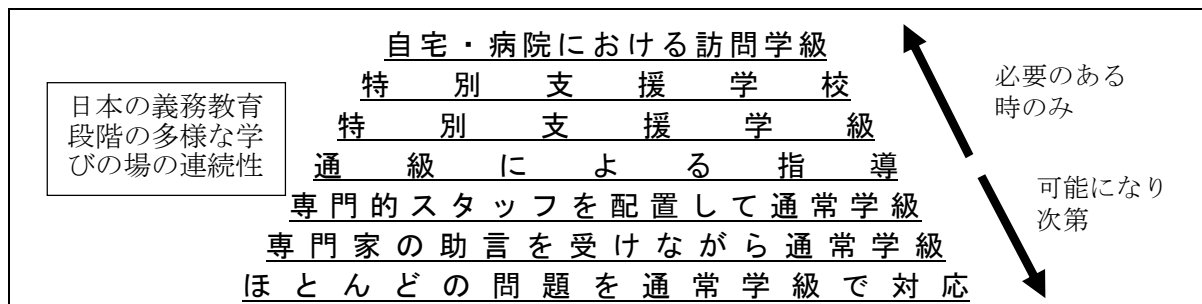 自宅・病院における訪問学級
特別支援学校
特別支援学級
通級による指導
専門的スタッフを配置して通常学級
専門家の助言を受けながら通常学級
ほとんどの問題を通常学級で対応
日本の義務教育
段階の多様な学
びの場の連続性
必要のある
時のみ
可能になり
次第